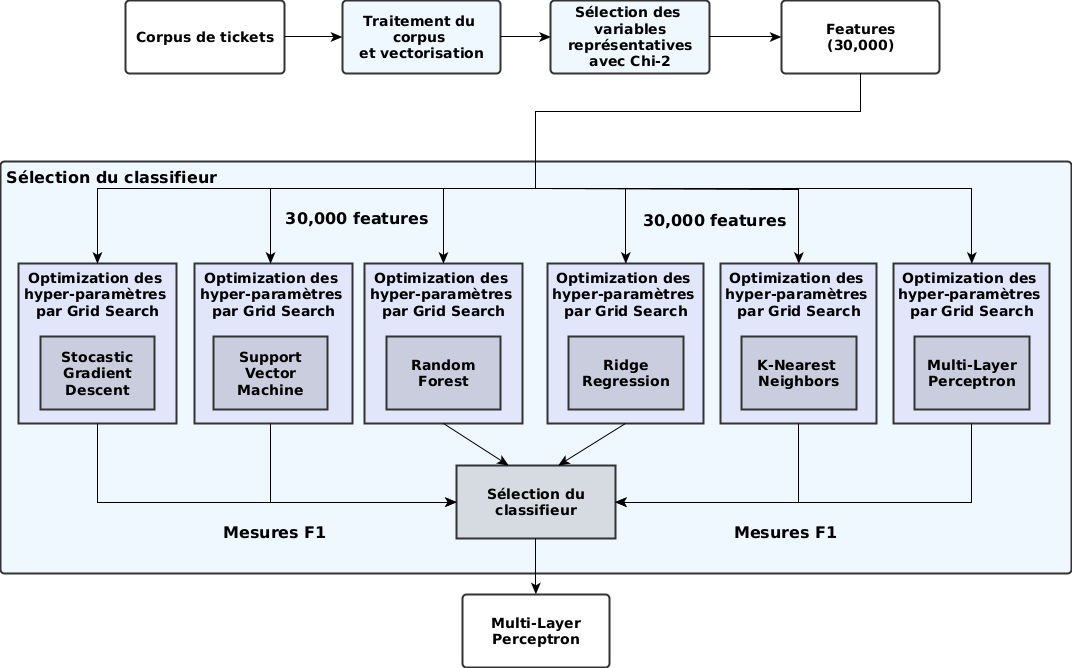 Corpus de tickets
Traitement du
corpus
et vectorisation
Sélection des
variables
représentatives
avec Chi-2
Features
(30,000)
Sélection du classifieur
30,000 features
30,000 features
Optimization des
hyper-paramètres
par Grid Search
Stocastic
Gradient
Descent
Optimization des
hyper-paramètres
par Grid Search
Support
Vector
Machine
Optimization des
hyper-paramètres
par Grid Search
Random
Forest
Optimization des
hyper-paramètres
par Grid Search
Ridge
Regression
Optimization des
hyper-paramètres
par Grid Search
K-Nearest
Neighbors
Optimization des
hyper-paramètres
par Grid Search
Multi-Layer
Perceptron
Sélection du
classifieur
Mesures F1
Mesures F1
Multi-Layer
Perceptron